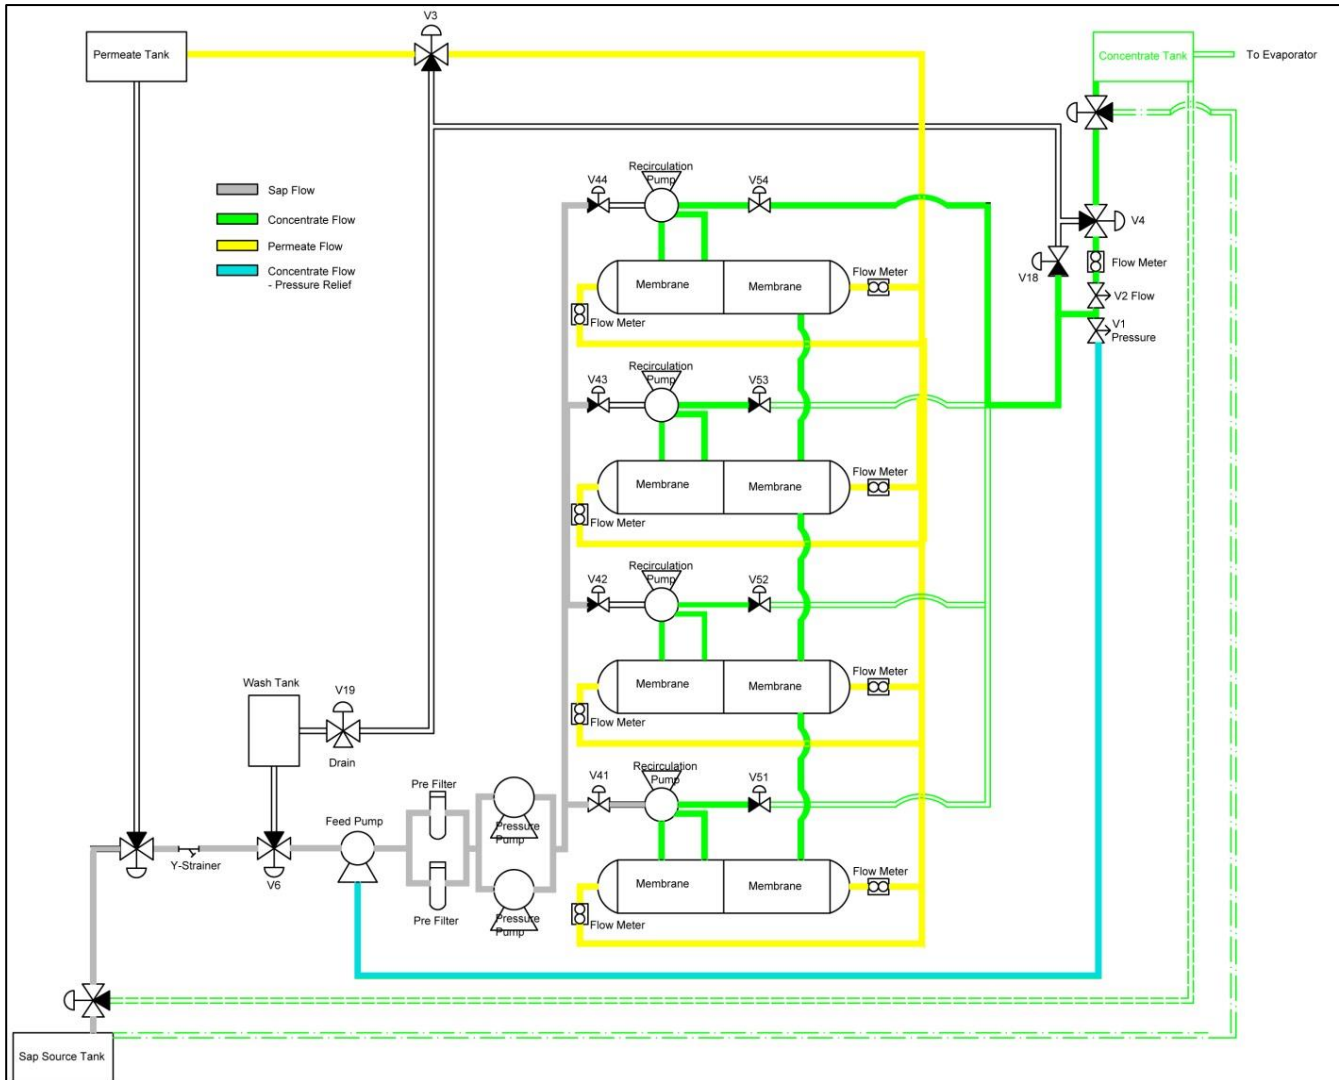 V3
Permeate Tank
Concentrate Tank
To Evaporator
Sap Flow
Concentrate Flow
Permeate Flow
Concentrate Flow
- Pressure Relief
Recirculation
Pump
V44
V54
V4
Flow Meter
V18
V2 Flow
V1
Pressure
Membrane
Membrane
Flow Meter
Flow Meter
Recirculation
Pump
V43
V53
Membrane
Membrane
Flow Meter
Flow Meter
Recirculation
Pump
V42
V52
Membrane
Membrane
Flow Meter
Flow Meter
Wash Tank
V19
Drain
Recirculation
Pump
V41
V51
Pre Filter
Feed Pump
Pressure
Pump
Y-Strainer
V6
Membrane
Membrane
Flow Meter
Flow Meter
Pre Filter
Pressure
Pump
Sap Source Tank